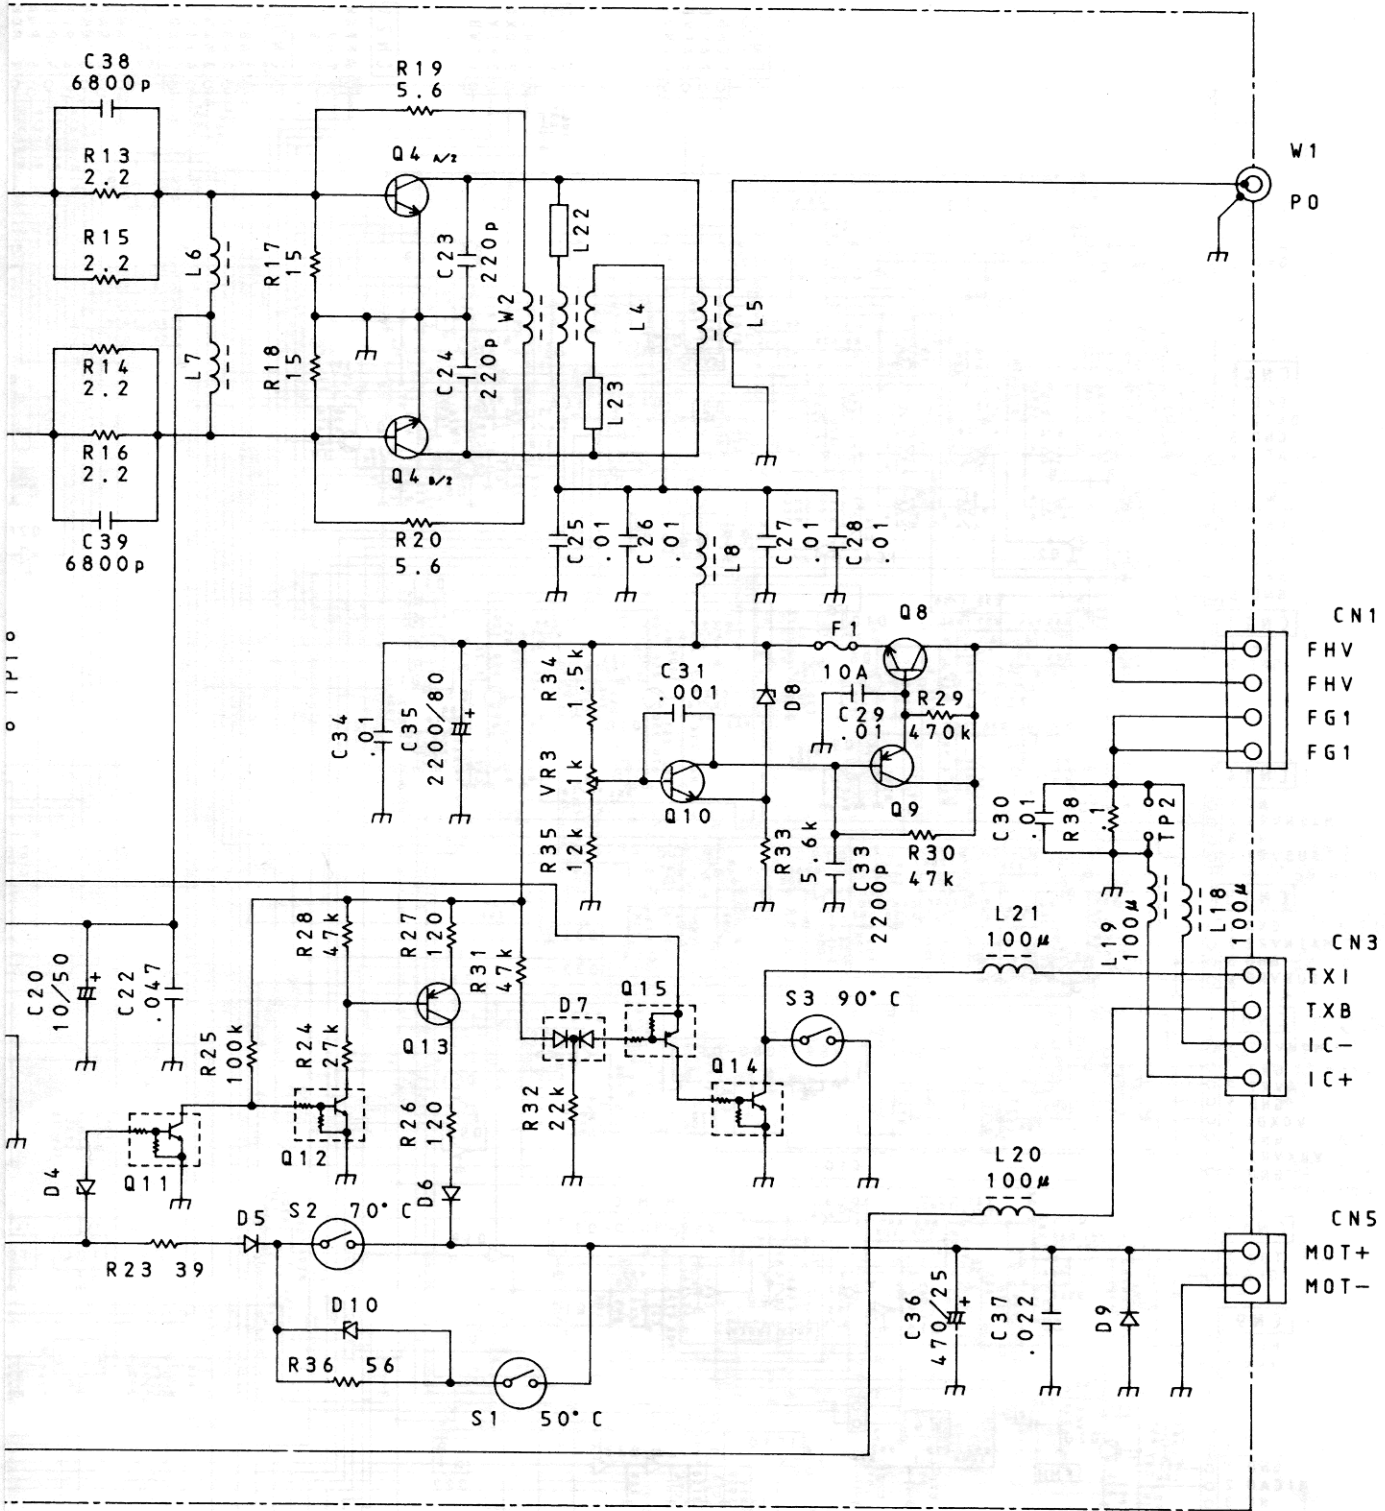 C38
6800p
R19
5.6
W1
PO
R13
2.2
Q4 A/2
R15
2.2
L6
R17
15
C23
220p
L22
W2
L4
L5
R14
2.2
L7
R18
15
C24
220p
L23
R16
2.2
Q4 B/2
C39
6800p
R20
5.6
C25
.01
C26
.01
L8
C27
.01
C28
.01
TP1
Q8
CN1
F1
10A
FHV
FHV
FG1
FG1
C34
.01
C35
2200/80
+
R34
1.5k
C31
.001
D8
C29
.01
R29
470k
VR3
1k
Q10
Q9
R35
12k
R33
5.6k
C33
2200p
R30
47k
C30
.01
R38
.1
TP2
L19
100μ
L18
100μ
L21
100μ
CN3
TXI
TXB
IC-
IC+
C20
10/50
+
C22
.047
R28
47k
R27
120
R31
47k
D7
Q15
S3 90°C
R25
100k
R24
27k
Q13
Q14
R32
22k
R26
120
Q12
Q11
D4
D6
L20
100μ
D5
S2 70°C
R23 39
CN5
MOT+
MOT-
D10
R36 56
S1 50°C
C36
470/25
+
C37
.022
D9